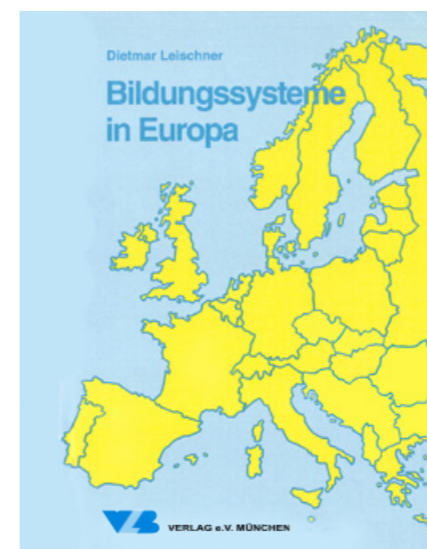 Dietmar Leischner
Bildungssysteme
in Europa
VLB VERLAG e.V. MÜNCHEN